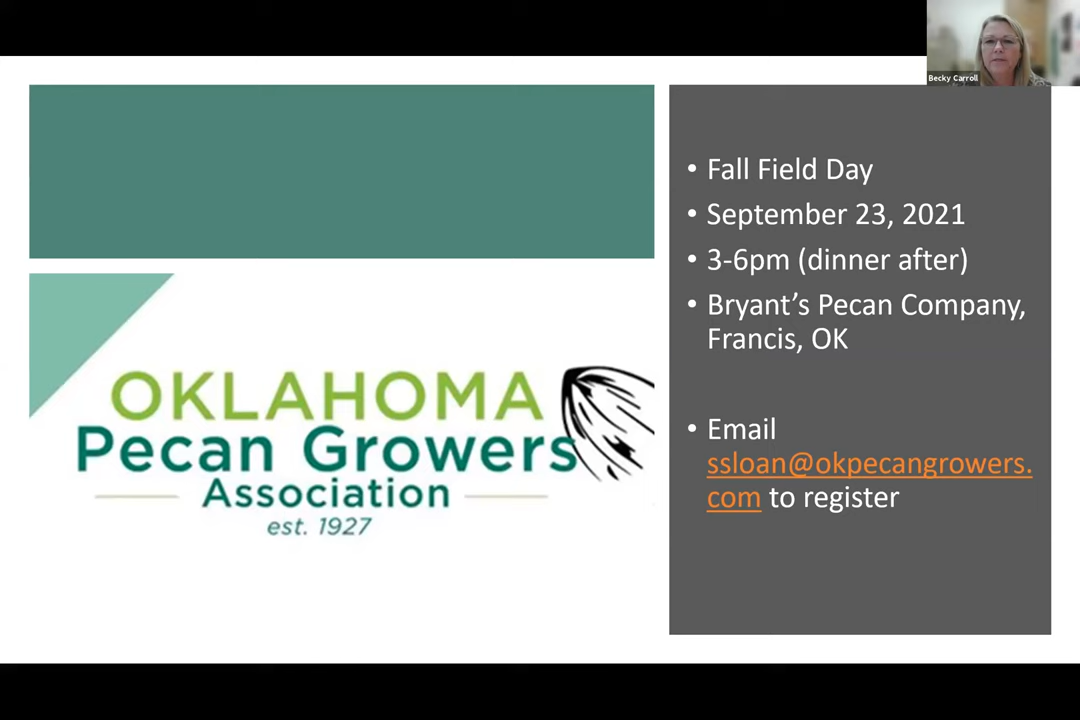 Becky Carroll
• Fall Field Day
• September 23, 2021
• 3-6pm (dinner after)
• Bryant’s Pecan Company,
Francis, OK
• Email
ssloan@okpecangrowers.
com to register
OKLAHOMA
Pecan Growers
Association
est. 1927